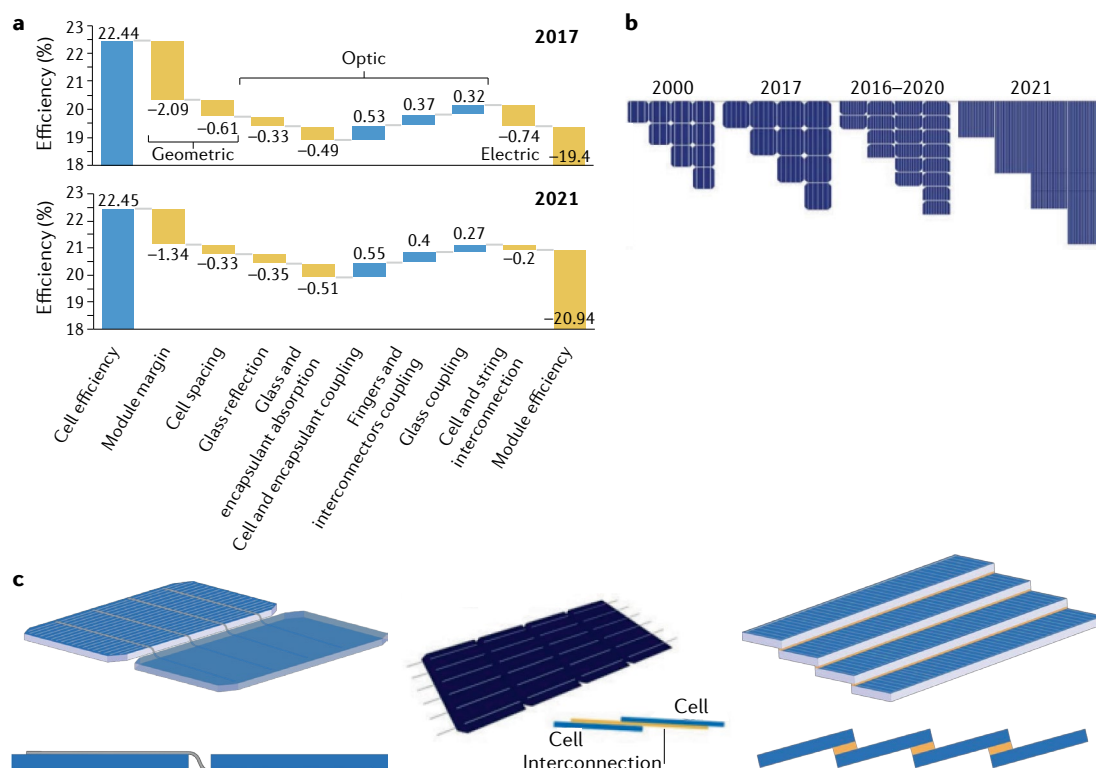 a
2017
Efficiency (%)
23
22
21
20
19
18
22.44
−2.09
−0.61
−0.33
−0.49
0.53
0.37
0.32
−0.74
−19.4
Geometric
Optic
Electric
2021
Efficiency (%)
23
22
21
20
19
18
22.45
−1.34
−0.33
−0.35
−0.51
0.55
0.4
0.27
−0.2
−20.94
Cell efficiency
Module margin
Cell spacing
Glass reflection
Glass and
encapsulant absorption
Cell and encapsulant coupling
Fingers and
interconnectors coupling
Glass coupling
Cell and string
interconnection
Module efficiency
b
2000
2017
2016–2020
2021
c
Cell
Cell
Interconnection